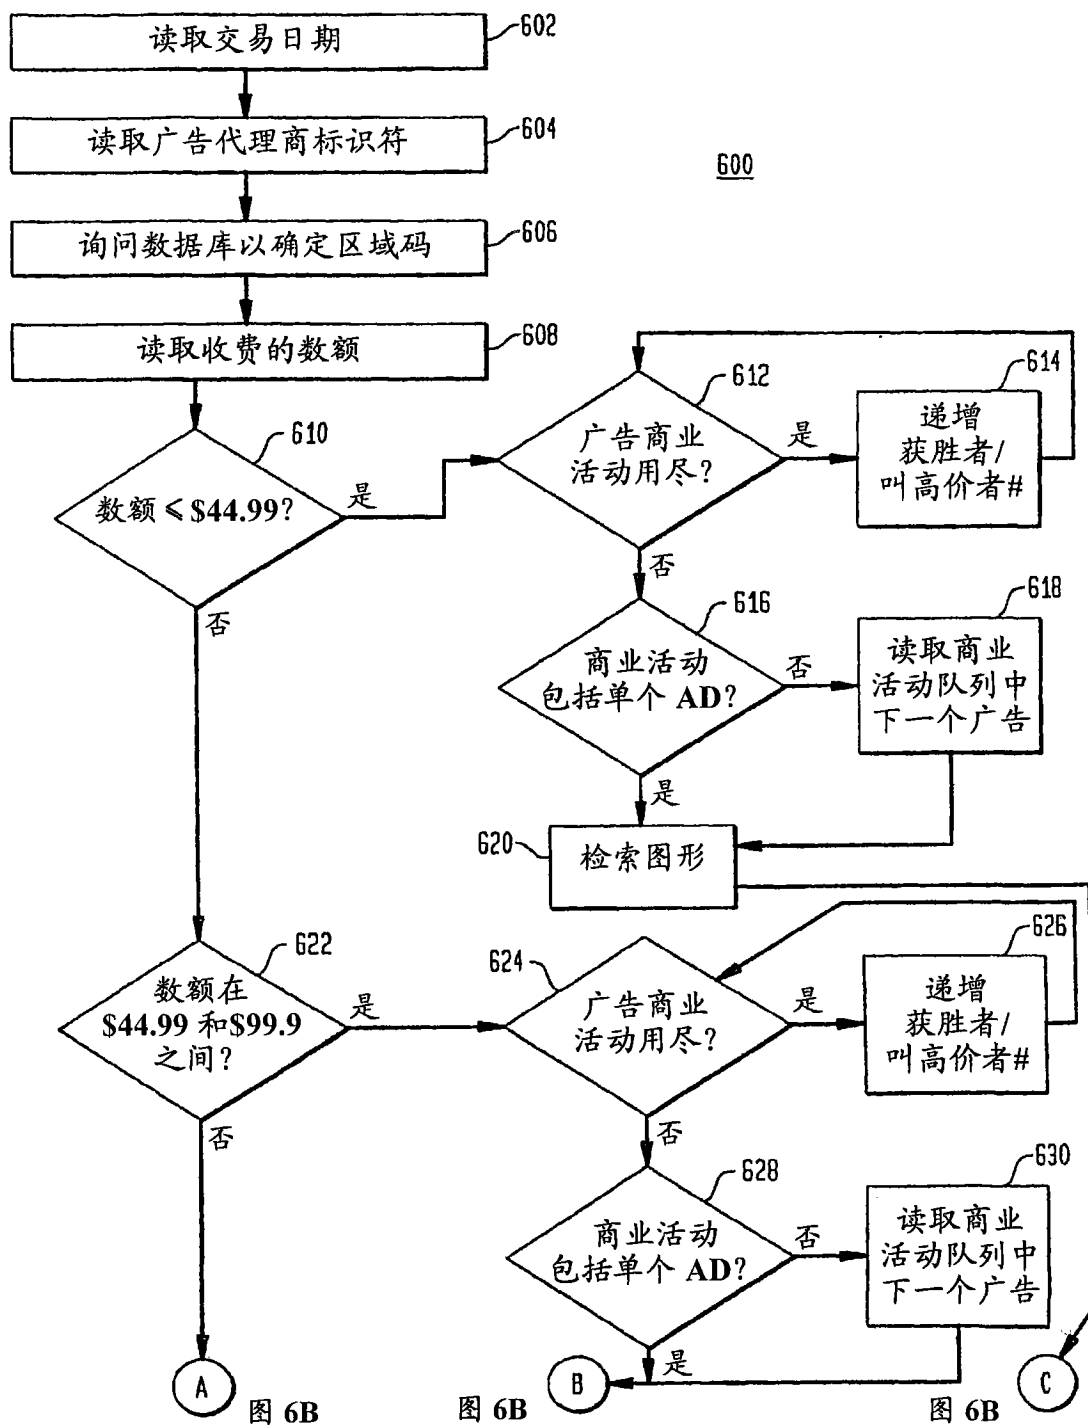 读取交易日期
602
读取广告代理商标识符
604
600
询问数据库以确定区域码
606
读取收费的数额
608
610
数额≤$44.99?
是
否
612
广告商业
活动用尽?
是
否
614
递增
获胜者/
叫高价者#
616
商业活动
包括单个 AD?
否
是
618
读取商业
活动队列中
下一个广告
620
检索图形
622
数额在
$44.99 和$99.9
之间?
是
否
624
广告商业
活动用尽?
是
否
626
递增
获胜者/
叫高价者#
628
商业活动
包括单个 AD?
否
是
630
读取商业
活动队列中
下一个广告
A
图 6B
图 6B
B
图 6B
C